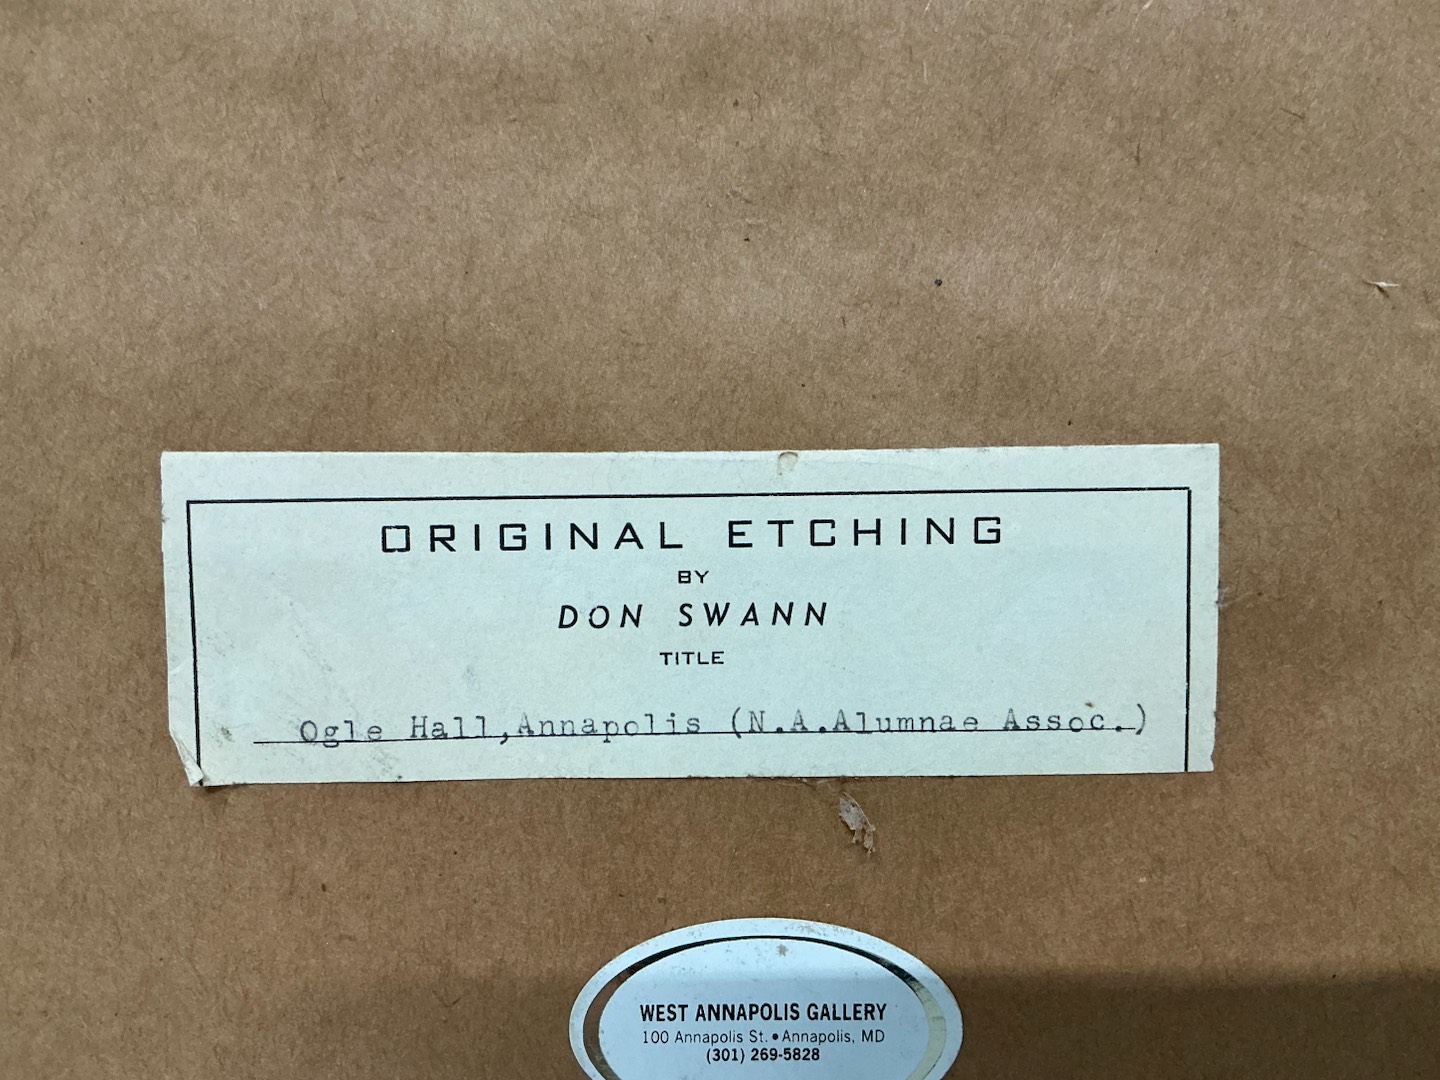 ORIGINAL ETCHING
BY
DON SWANN
TITLE
Ogle Hall,Annapolis (N.A.Alumnae Assoc.)
WEST ANNAPOLIS GALLERY
100 Annapolis St. • Annapolis, MD
(301) 269-5828